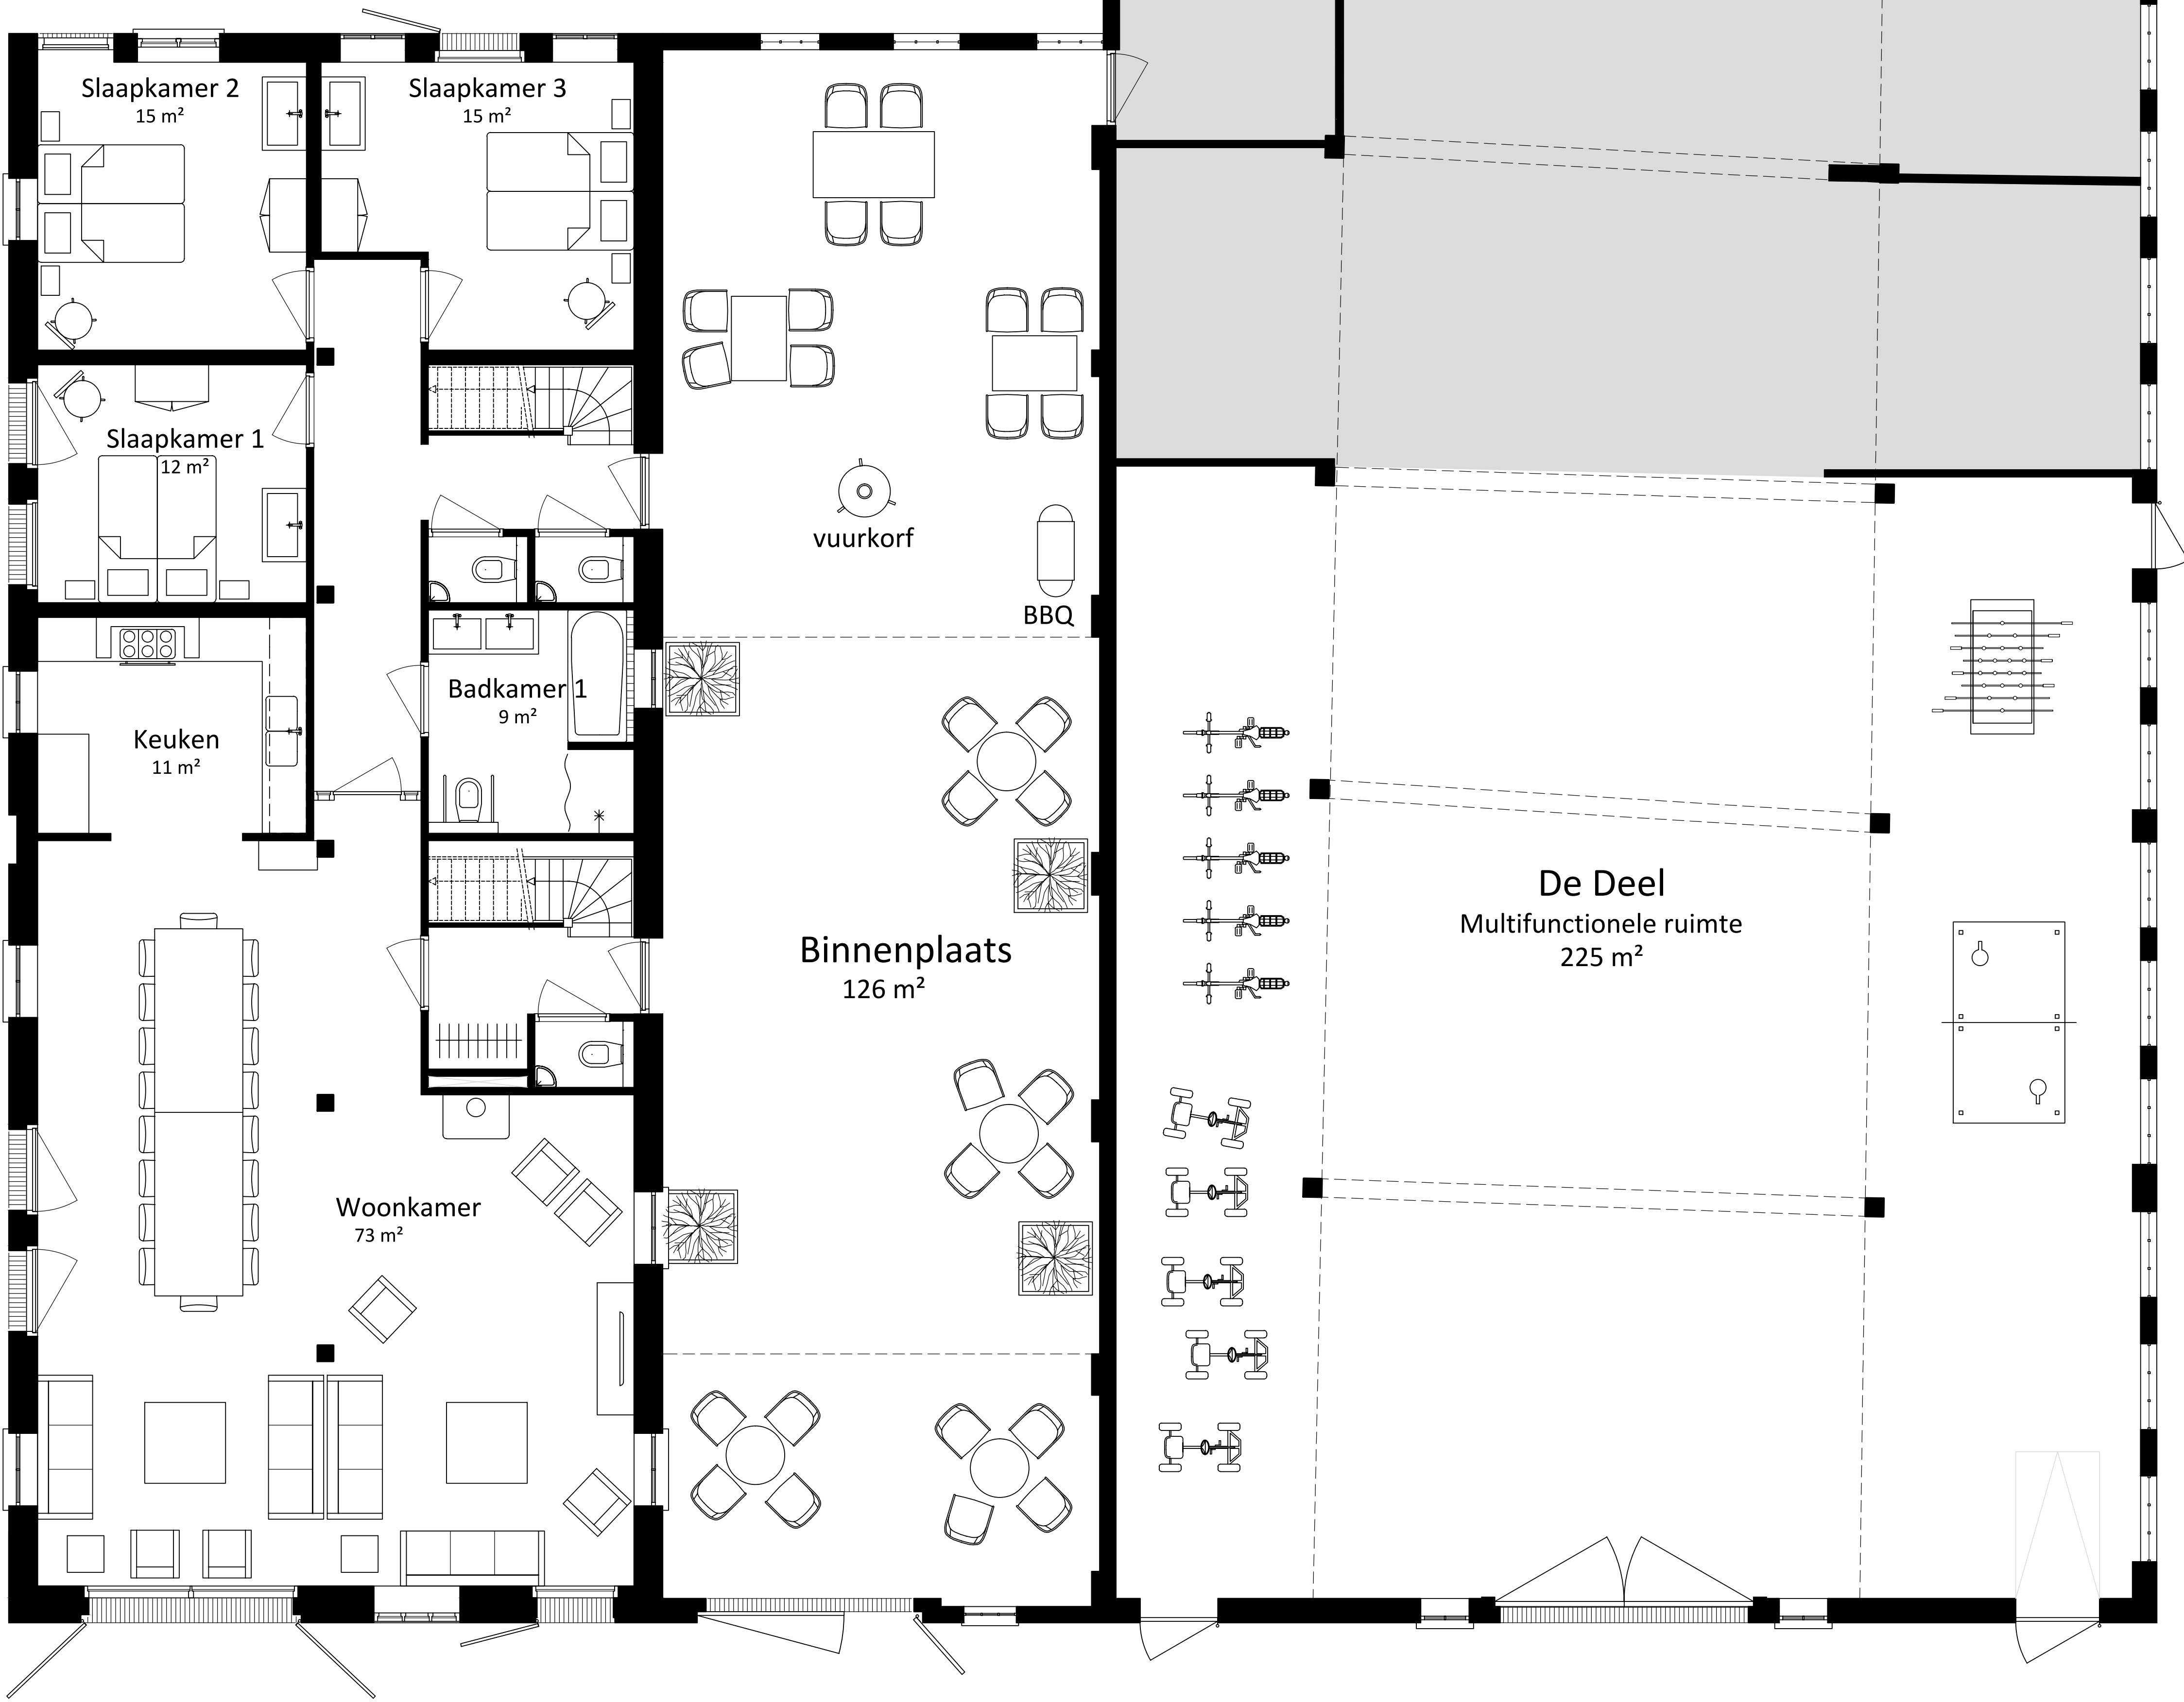 Slaapkamer 2
15 m²
Slaapkamer 3
15 m²
Slaapkamer 1
12 m²
vuurkorf
BBQ
Badkamer 1
9 m²
Keuken
11 m²
De Deel
Multifunctionele ruimte
225 m²
Binnenplaats
126 m²
Woonkamer
73 m²